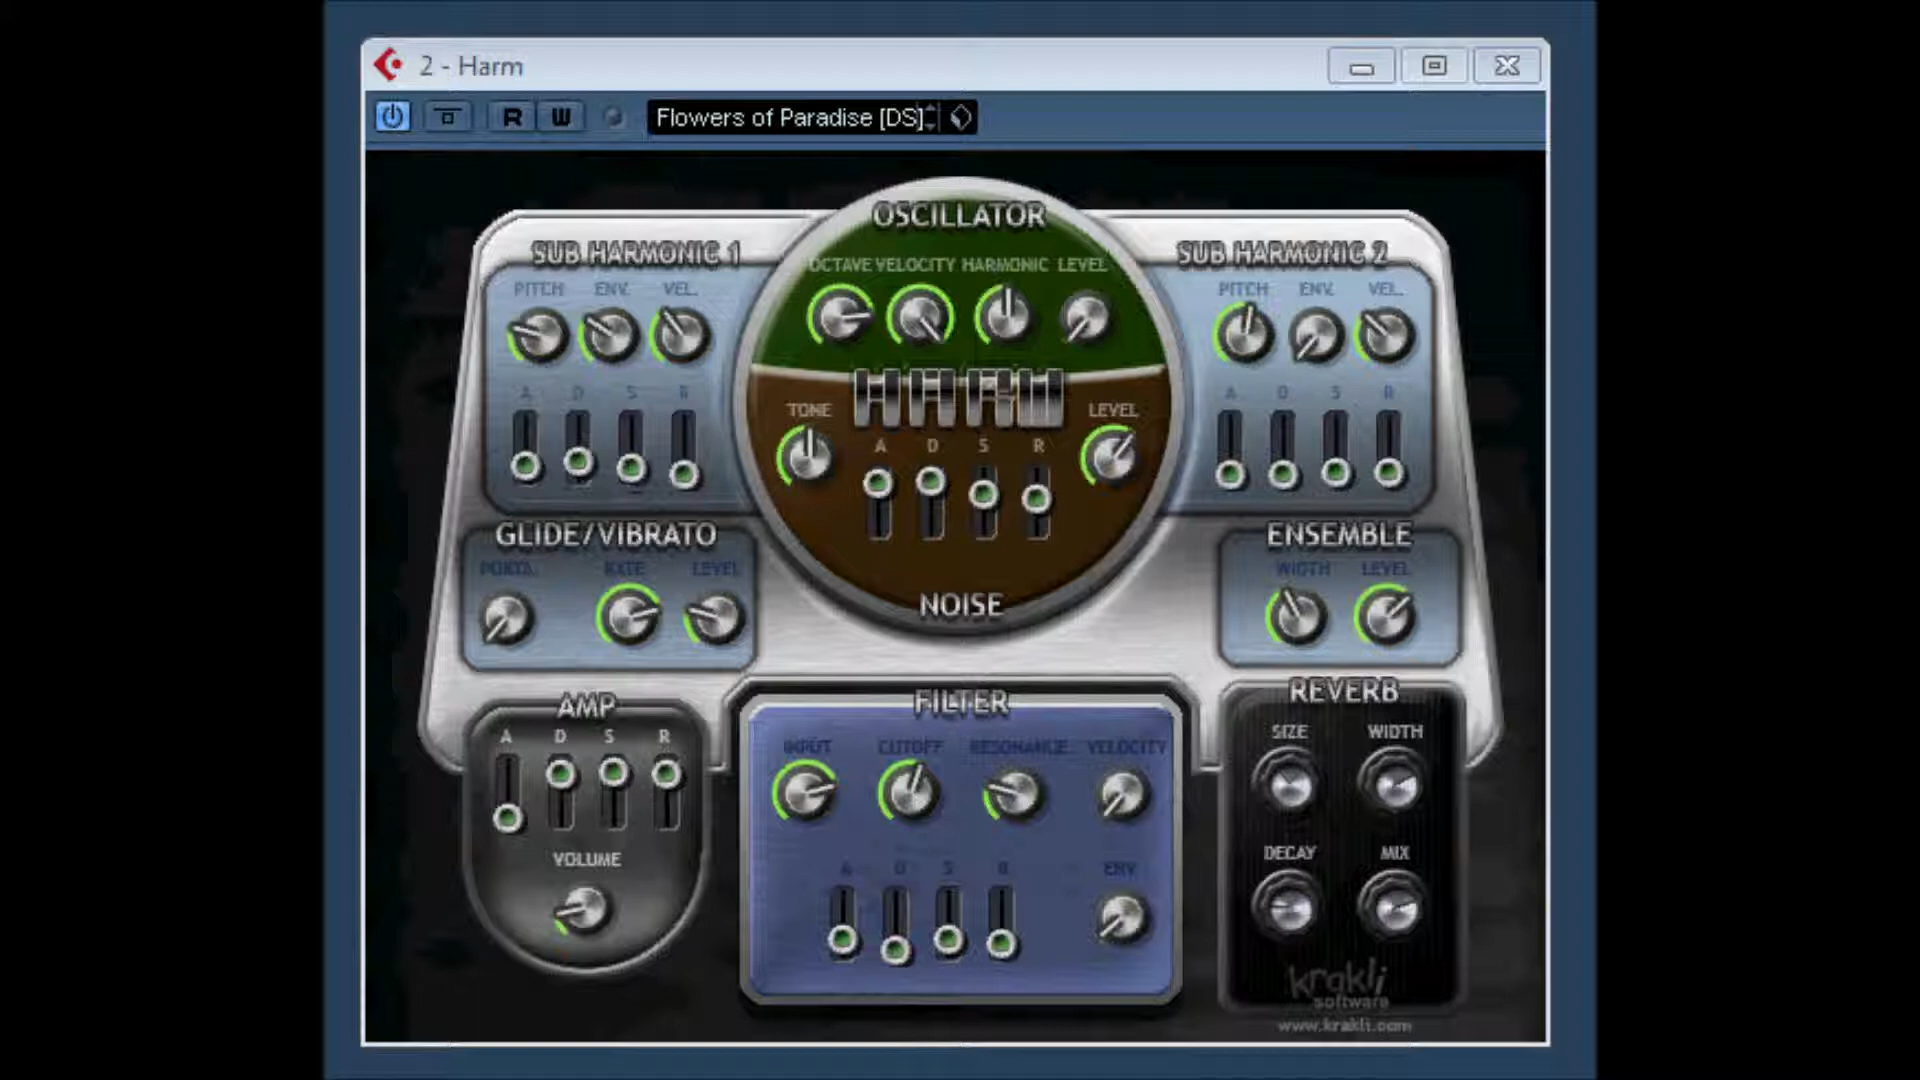 2 - Harm
R W Flowers of Paradise [DS]
OSCILLATOR
SUB HARMONIC 1
SUB HARMONIC 2
OCTAVE VELOCITY HARMONIC LEVEL
PITCH ENV. VEL.
PITCH ENV. VEL.
A D S R
A D S R
TONE
LEVEL
A D S R
GLIDE/VIBRATO
ENSEMBLE
PORTA. RATE LEVEL
WIDTH LEVEL
NOISE
AMP
FILTER
REVERB
A D S R
SIZE WIDTH
INPUT CUTOFF RESONANCE VELOCITY
VOLUME
DECAY MIX
A D S R
ENV.
krakli
software
www.krakli.com